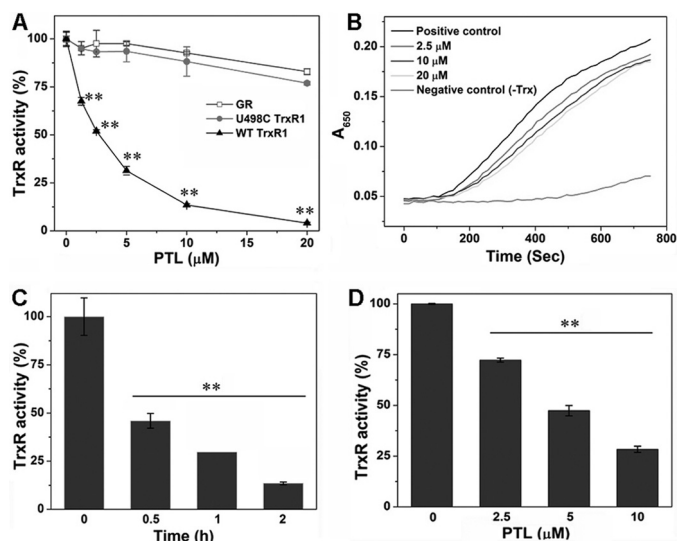 A
TrxR activity (%)
100
75
50
25
0
GR
U498C TrxR1
WT TrxR1
**
**
**
**
**
0
5
10
15
20
PTL (μM)
B
A650
0.20
0.15
0.10
0.05
Positive control
2.5 μM
10 μM
20 μM
Negative control (-Trx)
0
200
400
600
800
Time (Sec)
C
TrxR activity (%)
100
75
50
25
0
**
0
0.5
1
2
Time (h)
D
TrxR activity (%)
100
75
50
25
0
**
0
2.5
5
10
PTL (μM)